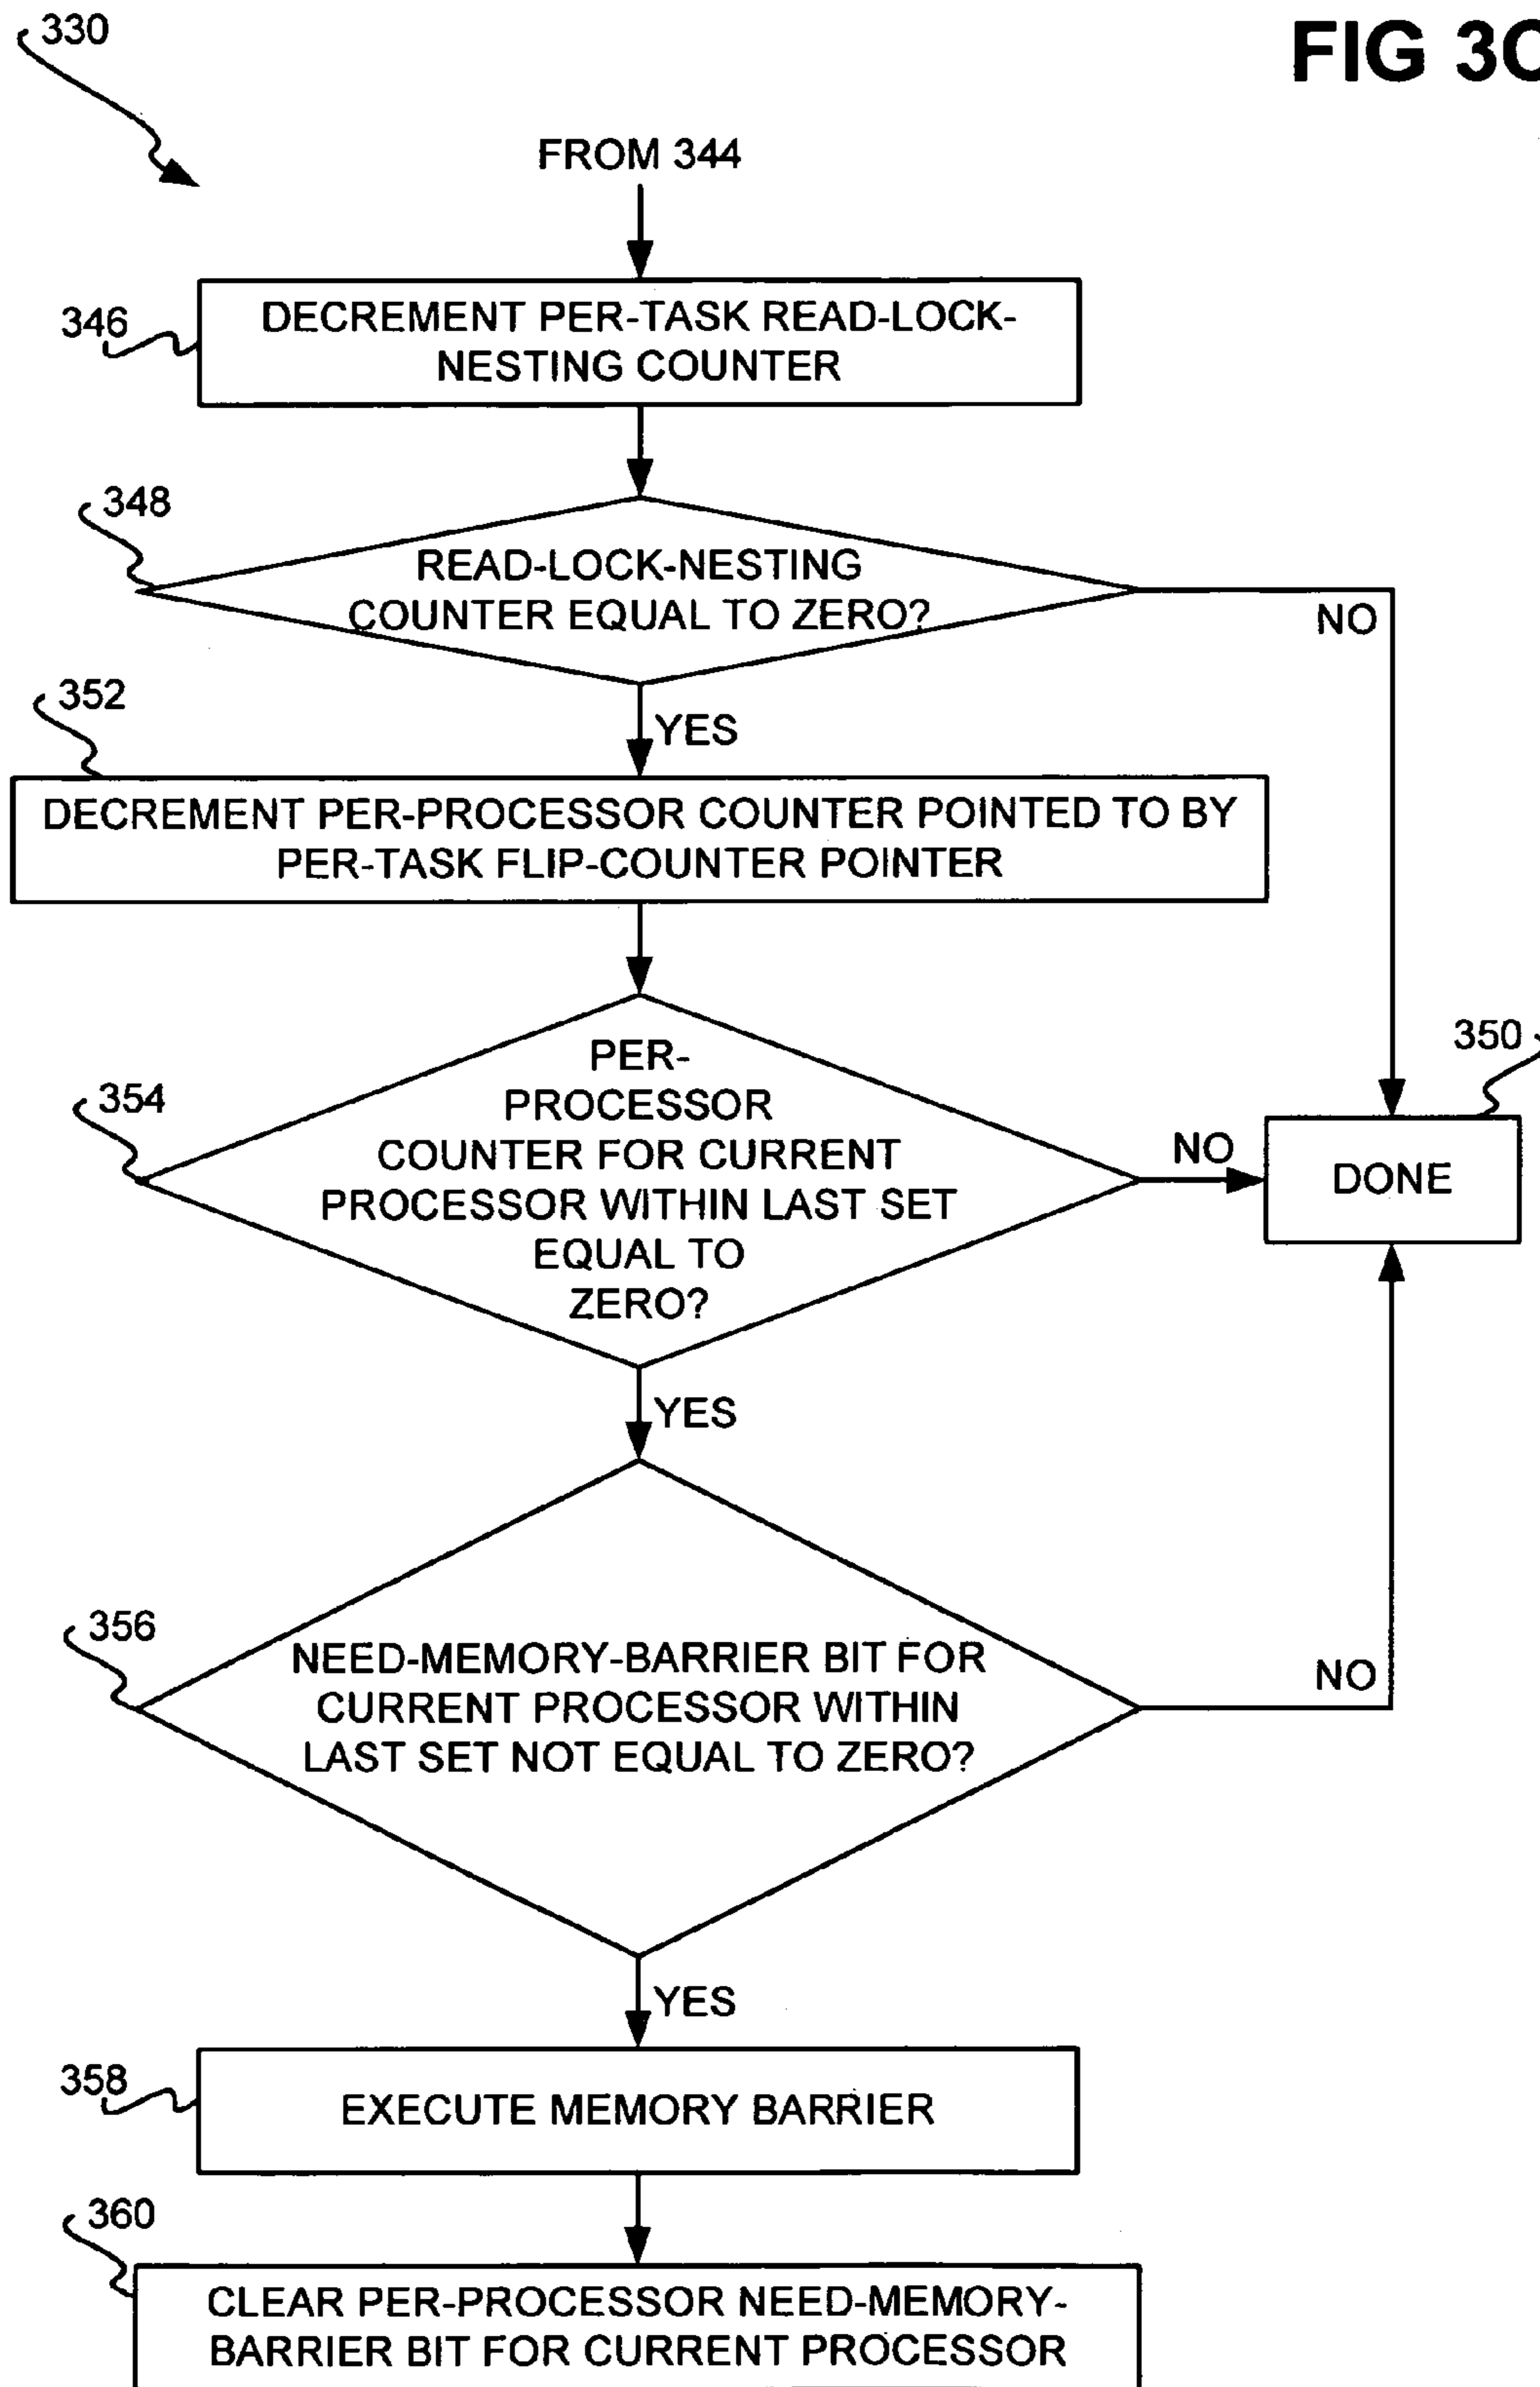 330
FIG 3C
FROM 344
346
DECREMENT PER-TASK READ-LOCK-
NESTING COUNTER
348
READ-LOCK-NESTING
COUNTER EQUAL TO ZERO?
NO
352
YES
DECREMENT PER-PROCESSOR COUNTER POINTED TO BY
PER-TASK FLIP-COUNTER POINTER
354
PER-
PROCESSOR
COUNTER FOR CURRENT
PROCESSOR WITHIN LAST SET
EQUAL TO
ZERO?
NO
350
DONE
YES
356
NEED-MEMORY-BARRIER BIT FOR
CURRENT PROCESSOR WITHIN
LAST SET NOT EQUAL TO ZERO?
NO
YES
358
EXECUTE MEMORY BARRIER
360
CLEAR PER-PROCESSOR NEED-MEMORY-
BARRIER BIT FOR CURRENT PROCESSOR